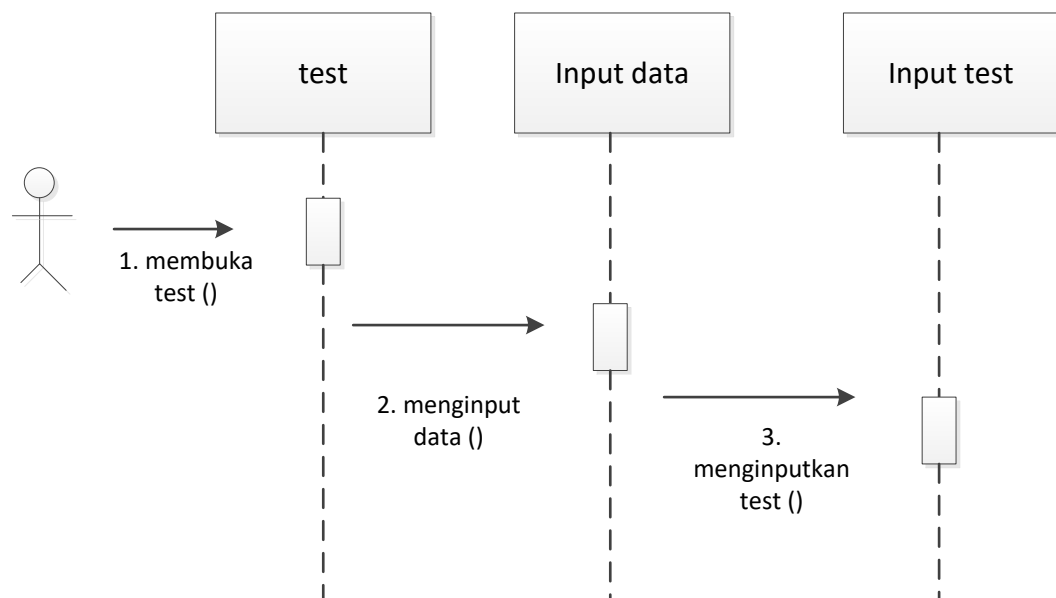 test
Input data
Input test
1. membuka
test ()
2. menginput
data ()
3.
menginputkan
test ()